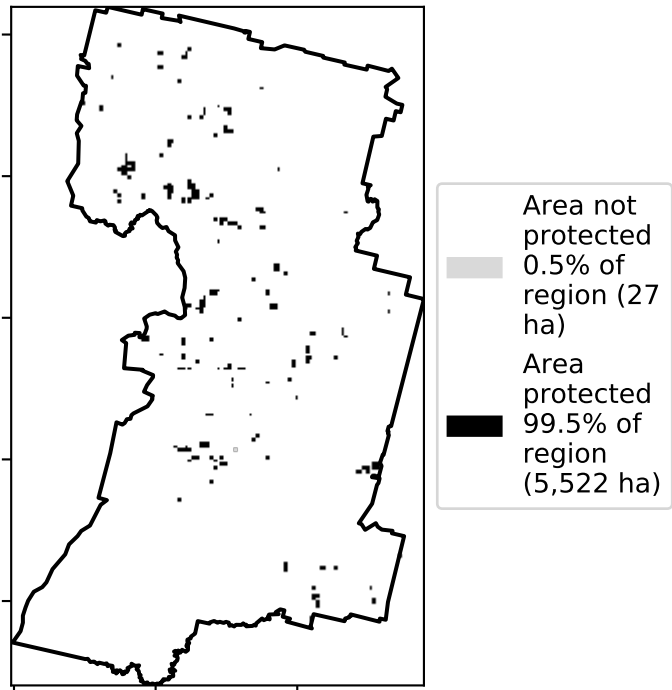 Area not
protected
0.5% of
region (27
ha)
Area
protected
99.5% of
region
(5,522 ha)